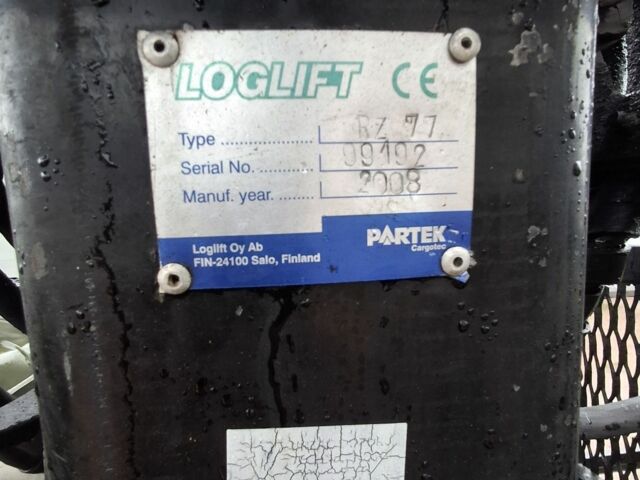 LOGLIFT CE
Type .................... RZ 77
Serial No. .............. 09102
Manuf. year. ......... 2008
Loglift Oy Ab
FIN-24100 Salo, Finland
PARTEK
Cargotec